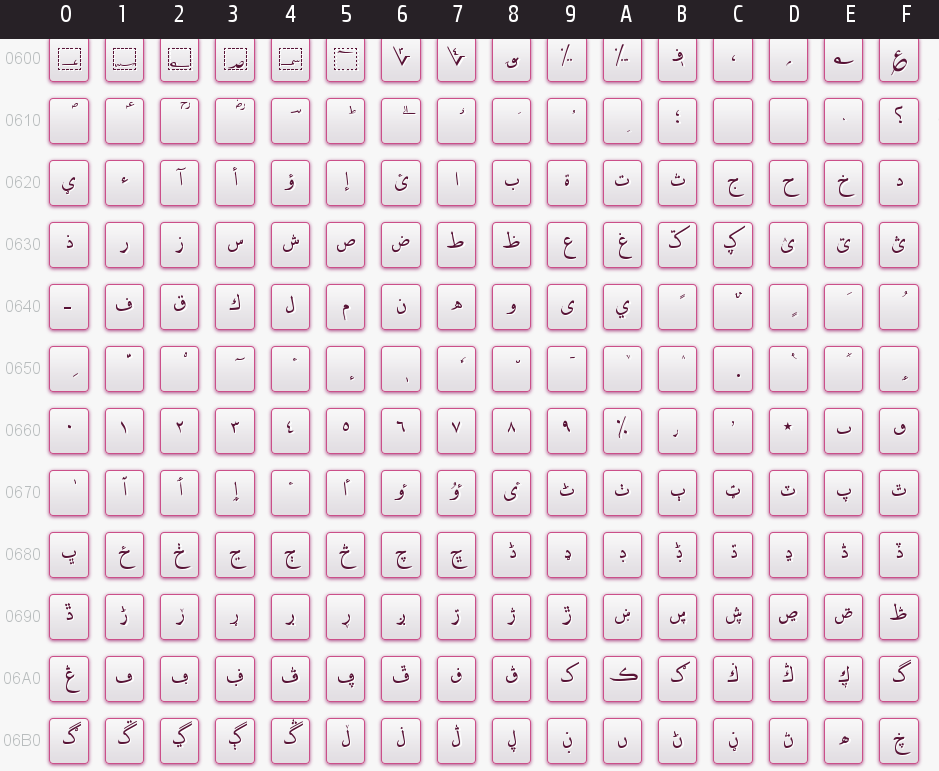 0 1 2 3 4 5 6 7 8 9 A B C D E F
0600 ؀ ؁ ؂ ؃ ؄ ؅ ؆ ؇ ؈ ؉ ؊ ؋ ، ؍ ؎ ؏
0610 ؐ ؑ ؒ ؓ ؔ ؕ ؖ ؗ ؘ ؙ ؚ ؛ ؞ ؟
0620 ؠ ء آ أ ؤ إ ئ ا ب ة ت ث ج ح خ د
0630 ذ ر ز س ش ص ض ط ظ ع غ ػ ؼ ؽ ؾ ؿ
0640 ـ ف ق ك ل م ن ه و ى ي ً ٌ ٍ َ ُ
0650 ِ ّ ْ ٓ ٔ ٕ ٖ ٗ ٘ ٙ ٚ ٛ ٜ ٝ ٞ ٟ
0660 ٠ ١ ٢ ٣ ٤ ٥ ٦ ٧ ٨ ٩ ٪ ٫ ٬ ٭ ٮ ٯ
0670 ٰ ٱ ٲ ٳ ٴ ٵ ٶ ٷ ٸ ٹ ٺ ٻ ټ ٽ پ ٿ
0680 ڀ ځ ڂ ڃ ڄ څ چ ڇ ڈ ډ ڊ ڋ ڌ ڍ ڎ ڏ
0690 ڐ ڑ ڒ ړ ڔ ڕ ږ ڗ ژ ڙ ښ ڛ ڜ ڝ ڞ ڟ
06A0 ڠ ڡ ڢ ڣ ڤ ڥ ڦ ڧ ڨ ک ڪ ګ ڬ ڭ ڮ گ
06B0 ڰ ڱ ڲ ڳ ڴ ڵ ڶ ڷ ڸ ڹ ں ڻ ڼ ڽ ھ ڿ